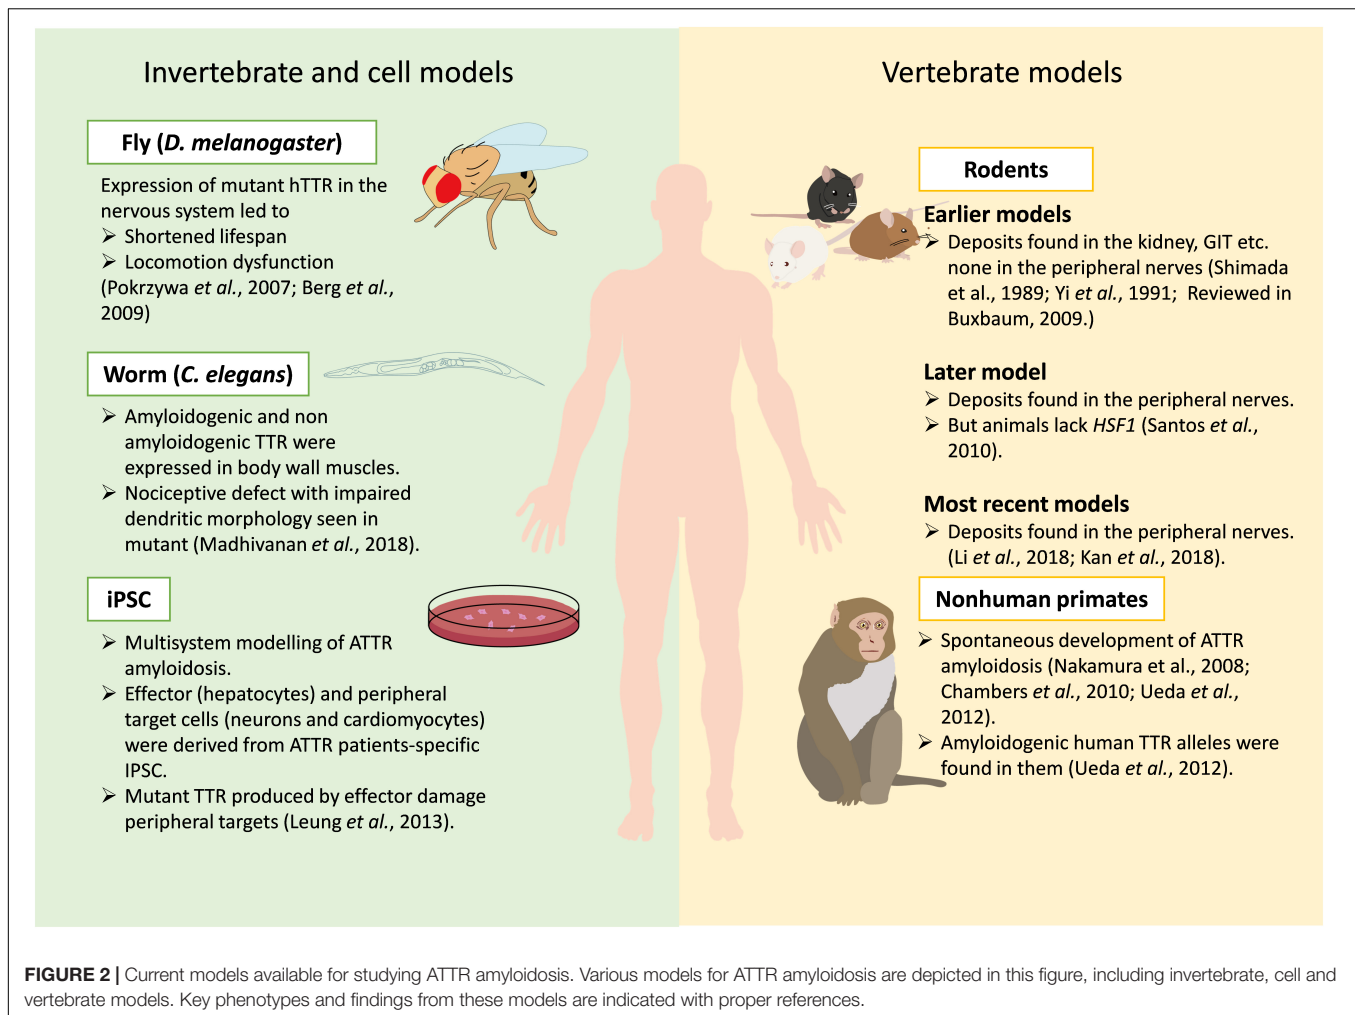 Invertebrate and cell models
Fly (D. melanogaster)
Expression of mutant hTTR in the
nervous system led to
➢ Shortened lifespan
➢ Locomotion dysfunction
(Pokrzywa et al., 2007; Berg et al.,
2009)
Worm (C. elegans)
➢ Amyloidogenic and non
amyloidogenic TTR were
expressed in body wall muscles.
➢ Nociceptive defect with impaired
dendritic morphology seen in
mutant (Madhivanan et al., 2018).
iPSC
➢ Multisystem modelling of ATTR
amyloidosis.
➢ Effector (hepatocytes) and peripheral
target cells (neurons and cardiomyocytes)
were derived from ATTR patients-specific
IPSC.
➢ Mutant TTR produced by effector damage
peripheral targets (Leung et al., 2013).
Vertebrate models
Rodents
Earlier models
➢ Deposits found in the kidney, GIT etc.
none in the peripheral nerves (Shimada
et al., 1989; Yi et al., 1991; Reviewed in
Buxbaum, 2009.)
Later model
➢ Deposits found in the peripheral nerves.
➢ But animals lack HSF1 (Santos et al.,
2010).
Most recent models
➢ Deposits found in the peripheral nerves.
(Li et al., 2018; Kan et al., 2018).
Nonhuman primates
➢ Spontaneous development of ATTR
amyloidosis (Nakamura et al., 2008;
Chambers et al., 2010; Ueda et al.,
2012).
➢ Amyloidogenic human TTR alleles were
found in them (Ueda et al., 2012).
FIGURE 2 | Current models available for studying ATTR amyloidosis. Various models for ATTR amyloidosis are depicted in this figure, including invertebrate, cell and
vertebrate models. Key phenotypes and findings from these models are indicated with proper references.